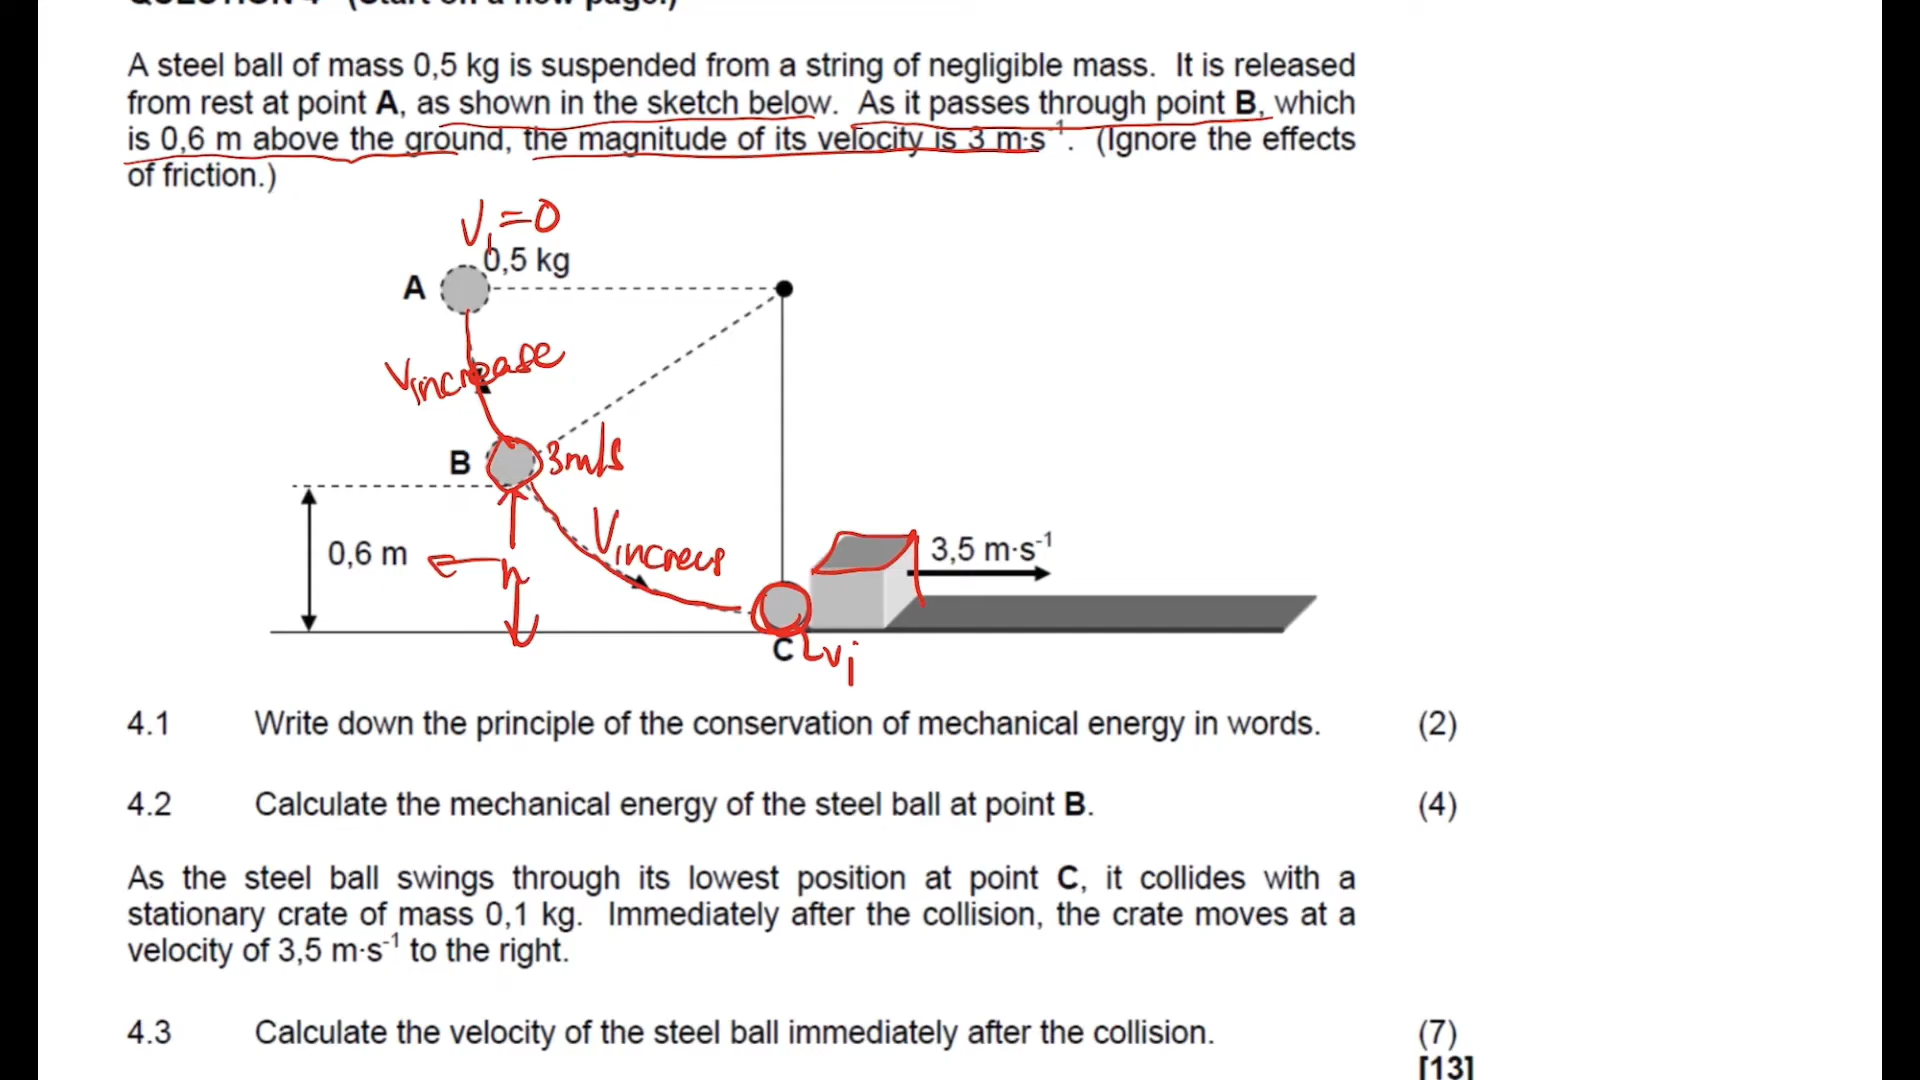 QUESTION 4 (Start on a new page.)
A steel ball of mass 0,5 kg is suspended from a string of negligible mass. It is released
from rest at point A, as shown in the sketch below. As it passes through point B, which
is 0,6 m above the ground, the magnitude of its velocity is 3 m·s⁻¹. (Ignore the effects
of friction.)
Vi=0
0,5 kg
A
Vincrease
B
3m/s
0,6 m
h
Vincreas
3,5 m·s⁻¹
C
Vi
4.1 Write down the principle of the conservation of mechanical energy in words. (2)
4.2 Calculate the mechanical energy of the steel ball at point B. (4)
As the steel ball swings through its lowest position at point C, it collides with a
stationary crate of mass 0,1 kg. Immediately after the collision, the crate moves at a
velocity of 3,5 m·s⁻¹ to the right.
4.3 Calculate the velocity of the steel ball immediately after the collision. (7)
[13]